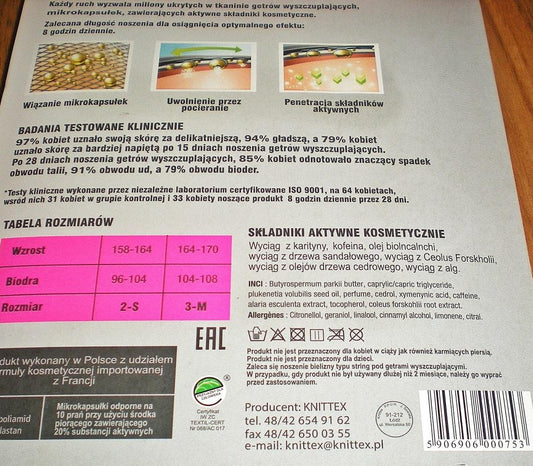 Każdy ruch wyzwala miliony ukrytych w tkaninie getrów wyszczuplających,
mikrokapsułek, zawierających aktywne składniki kosmetyczne.
Zalecana długość noszenia dla osiągnięcia optymalnego efektu:
8 godzin dziennie.
Wiązanie mikrokapsułek
Uwolnienie przez
pocieranie
Penetracja składników
aktywnych
BADANIA TESTOWANE KLINICZNIE
97% kobiet uznało swoją skórę za delikatniejszą, 94% gładszą, a 79% kobiet
uznało skórę za bardziej napiętą po 15 dniach noszenia getrów wyszczuplających.
Po 28 dniach noszenia getrów wyszczuplających, 85% kobiet odnotowało znaczący spadek
obwodu talii, 91% obwodu ud, a 79% obwodu bioder.
*Testy kliniczne wykonane przez niezależne laboratorium certyfikowane ISO 9001, na 64 kobietach,
wśród nich 31 kobiet w grupie kontrolnej i 33 kobiety noszące produkt 8 godzin dziennie przez 28 dni.
TABELA ROZMIARÓW
Wzrost 158-164 164-170
Biodra 96-104 104-108
Rozmiar 2-S 3-M
SKŁADNIKI AKTYWNE KOSMETYCZNIE
Wyciąg z karityny, kofeina, olej biolncalnchi,
wyciąg z drzewa sandałowego, wyciąg z Ceolus Forskholii,
wyciąg z olejów drzewa cedrowego, wyciąg z alg.
INCI : Butyrospermum parkii butter, caprylic/capric triglyceride,
plukenetia volubilis seed oil, perfume, cedrol, xymenynic acid, caffeine,
alaria esculenta extract, tocopherol, coleus forskohlii root extract.
Allergènes : Citronellol, geraniol, linalool, cinnamyl alcohol, limonene, citral.
EAC
Produkt nie jest przeznaczony dla kobiet w ciąży jak również karmiących piersią,
Produkt nie jest przeznaczony dla dzieci.
Zaleca się noszenie bielizny typu string pod getrami wyszczuplającymi.
W przypadku, gdy produkt nie był używany dłużej niż 2 miesiące, należy go wyprać
przed zastosowaniem.
dukt wykonany w Polsce z udziałem
rmuły kosmetycznej importowanej
z Francji
poliamid
lastan
Mikrokapsułki odporne na
10 prań przy użyciu środka
piorącego zawierającego
20% substancji aktywnych
®
Certyfikat
IW ŻC
TEXTIL-CERT
Nr 068/AC 017
Producent: KNITTEX
tel. 48/42 654 91 62
fax 48/42 650 03 55
e-mail: knittex@knittex.pl
91-212
Łódź
5 906906 000753